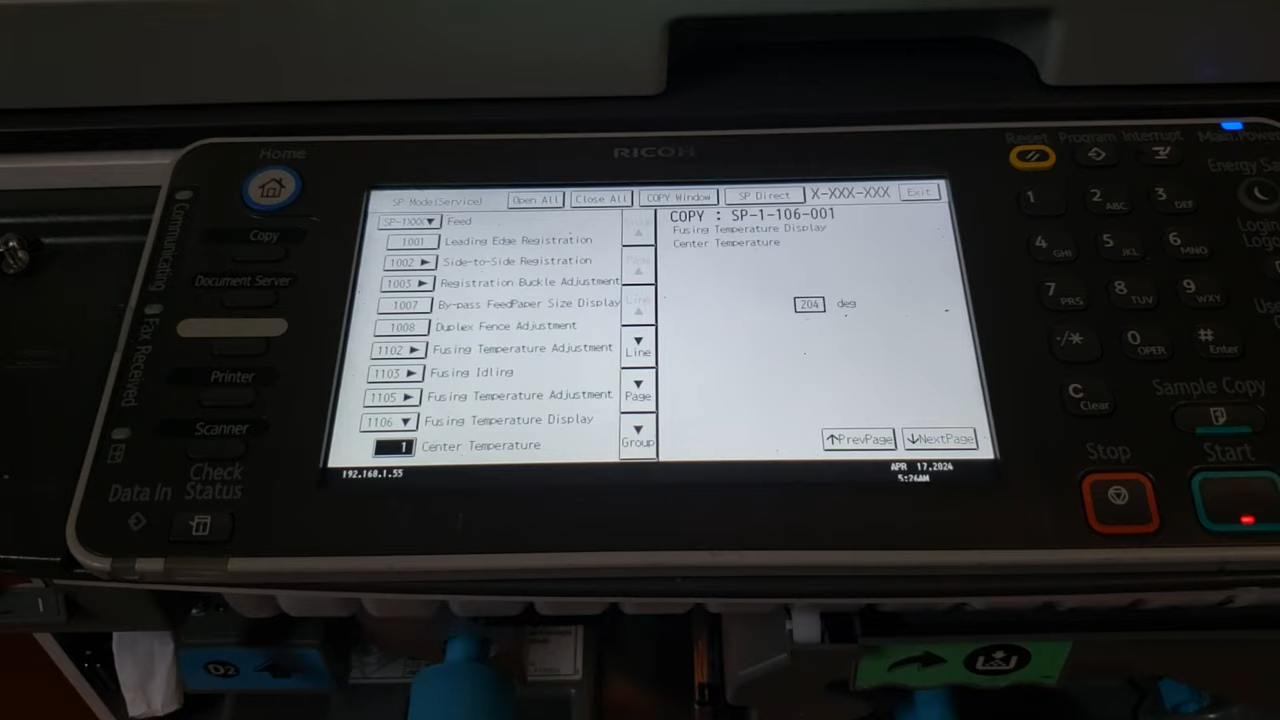 Home
RICOH
Reset Program Interrupt Main Power
Energy Sa
Communicating
Fax Received
Copy
Document Server
Printer
Scanner
Check
Status
Data In
SP Mode(Service)
Open All
Close All
COPY Window
SP Direct
X-XXX-XXX
Exit
SP-1XXX▼ Feed
1001 Leading Edge Registration
1002 ▶ Side-to-Side Registration
1003 ▶ Registration Buckle Adjustment
1007 By-pass FeedPaper Size Display
1008 Duplex Fence Adjustment
1102 ▶ Fusing Temperature Adjustment
1103 ▶ Fusing Idling
1105 ▶ Fusing Temperature Adjustment
1106 ▼ Fusing Temperature Display
1 Center Temperature
▲
▲
Line
▲
▼
Line
▼
Page
▼
Group
COPY : SP-1-106-001
Fusing Temperature Display
Center Temperature
204 deg
↑PrevPage
↓NextPage
192.168.1.55
APR 17,2024
5:26AM
1
2 ABC
3 DEF
4 GHI
5 JKL
6 MNO
7 PRS
8 TUV
9 WXY
·/*
0 OPER
# Enter
C Clear
Login
Sample Copy
Stop
Start
D2